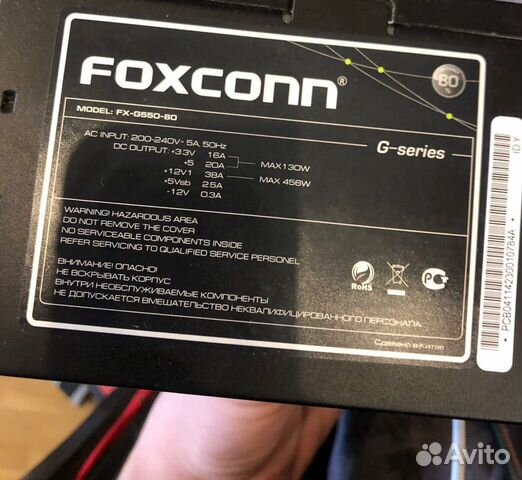 FOXCONN®
80
MODEL: FX-G550-80
G-series
AC INPUT: 200-240V~ 5A, 50Hz
DC OUTPUT: +3.3V 16A
+5 20A MAX130W
+12V1 38A MAX 456W
+5Vsb 2.5A
-12V 0.3A
WARNING! HAZARDOUS AREA
DO NOT REMOVE THE COVER
NO SERVICEABLE COMPONENTS INSIDE
REFER SERVICING TO QUALIFIED SERVICE PERSONEL
ВНИМАНИЕ! ОПАСНО!
НЕ ВСКРЫВАТЬ КОРПУС
ВНУТРИ НЕОБСЛУЖИВАЕМЫЕ КОМПОНЕНТЫ
НЕ ДОПУСКАЕТСЯ ВМЕШАТЕЛЬСТВО НЕКВАЛИФИЦИРОВАННОГО ПЕРСОНАЛА
RoHS
РС
Сделано в Китае
PCB04114230010784A
Avito